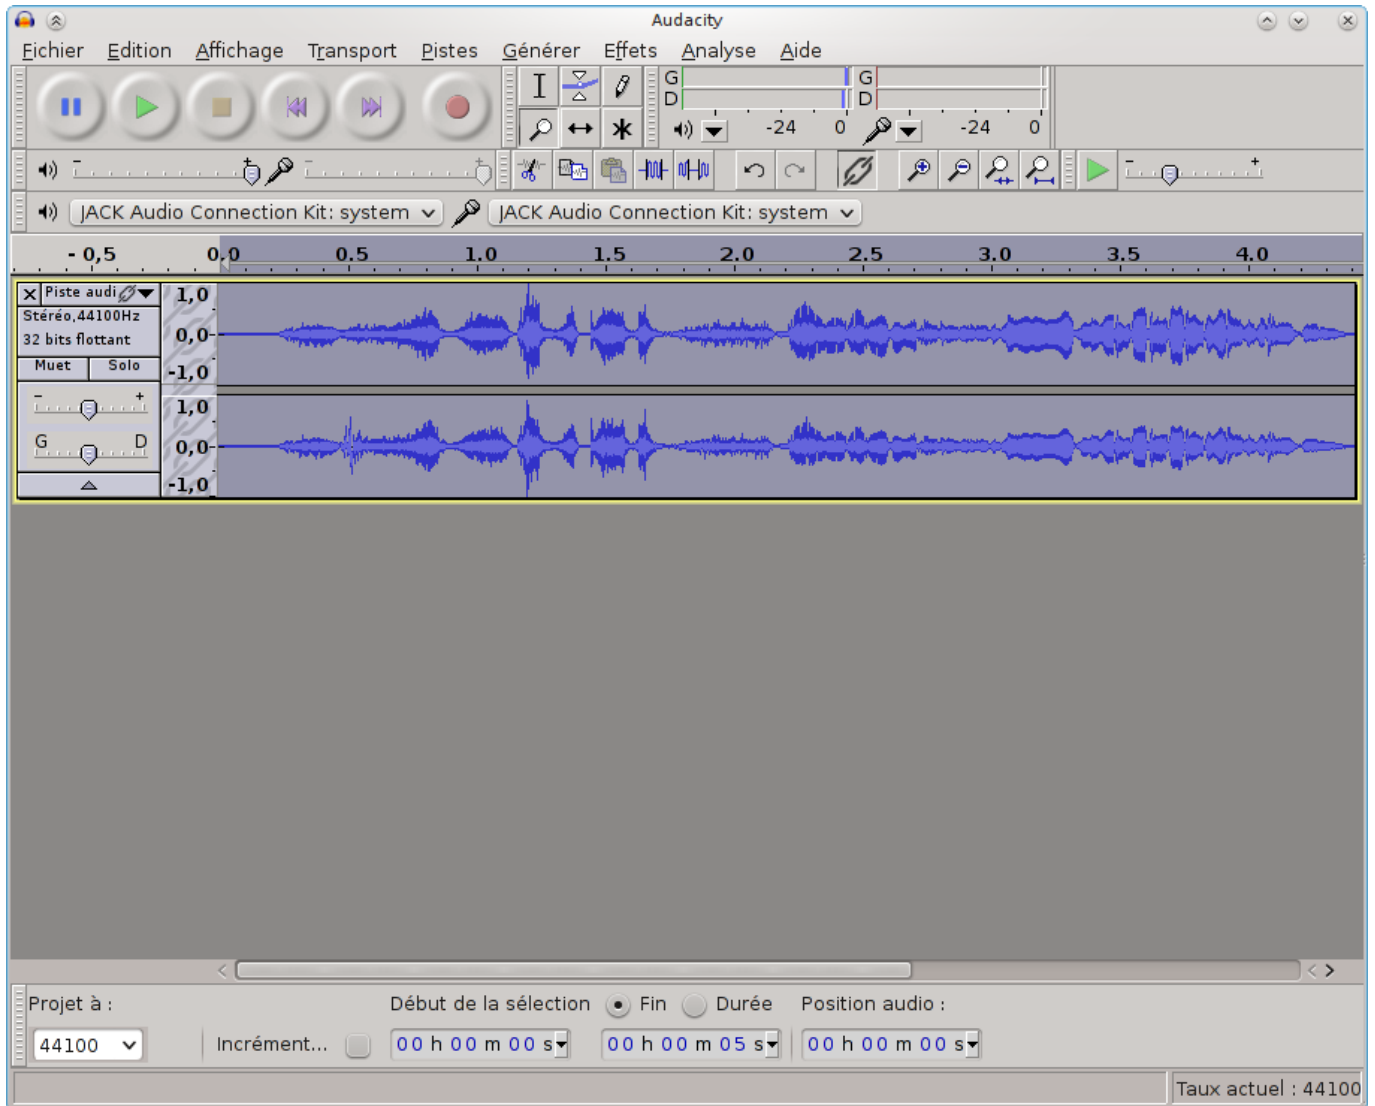 Audacity
Fichier Edition Affichage Transport Pistes Générer Effets Analyse Aide
G G
D D
-24 0 -24 0
- + - +
- +
JACK Audio Connection Kit: system JACK Audio Connection Kit: system
- 0,5 0,0 0.5 1.0 1.5 2.0 2.5 3.0 3.5 4.0
Piste audi 1,0
Stéréo,44100Hz
32 bits flottant 0,0-
Muet Solo -1,0
- + 1,0
G D 0,0-
-1,0
Projet à : Début de la sélection Fin Durée Position audio :
44100 Incrément... 00 h 00 m 00 s 00 h 00 m 05 s 00 h 00 m 00 s
Taux actuel : 44100